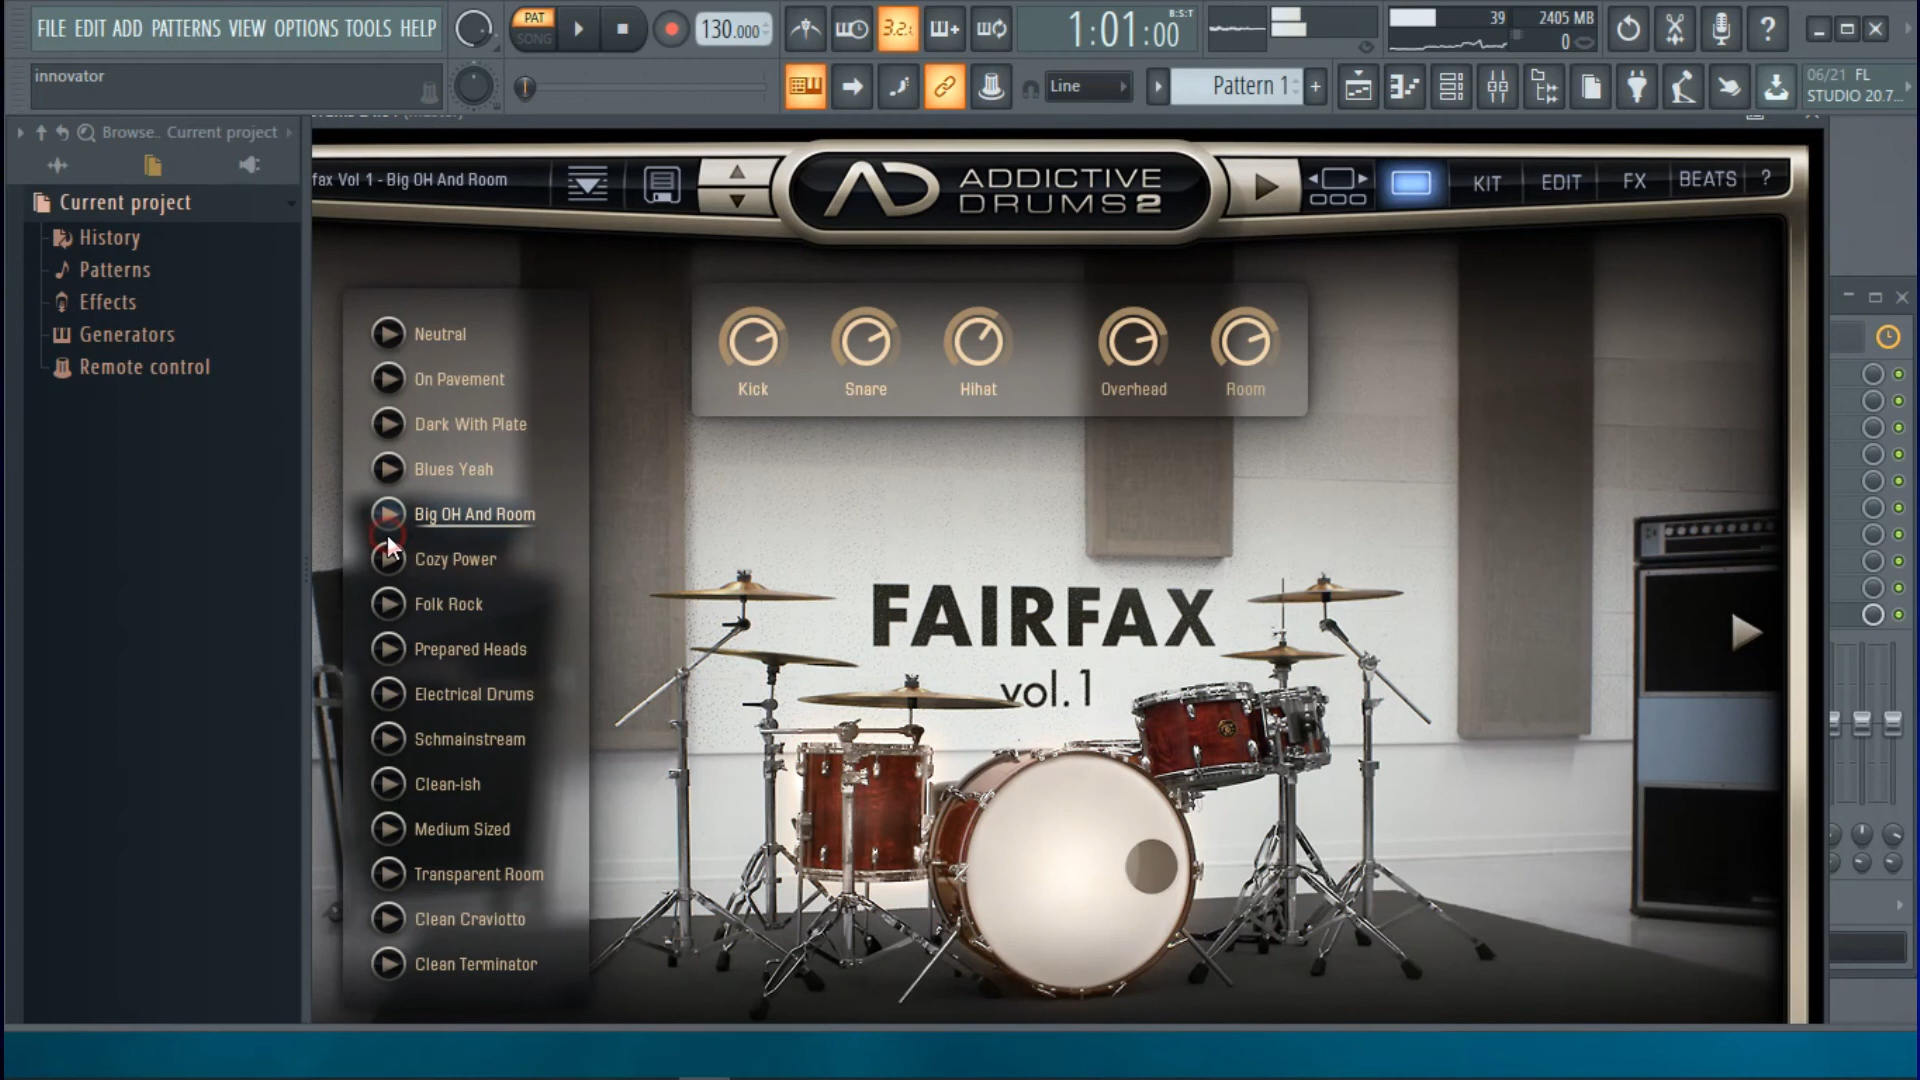 FILE EDIT ADD PATTERNS VIEW OPTIONS TOOLS HELP
PAT
SONG
130.000
3.2.
1:01:00
B:S:T
39
2405 MB
0
innovator
Line
Pattern 1
06/21 FL
STUDIO 20.7...
Browse.. Current project
Current project
History
Patterns
Effects
Generators
Remote control
fax Vol 1 - Big OH And Room
ADDICTIVE
DRUMS 2
KIT
EDIT
FX
BEATS
?
Neutral
On Pavement
Dark With Plate
Blues Yeah
Big OH And Room
Cozy Power
Folk Rock
Prepared Heads
Electrical Drums
Schmainstream
Clean-ish
Medium Sized
Transparent Room
Clean Craviotto
Clean Terminator
Kick
Snare
Hihat
Overhead
Room
FAIRFAX
vol.1